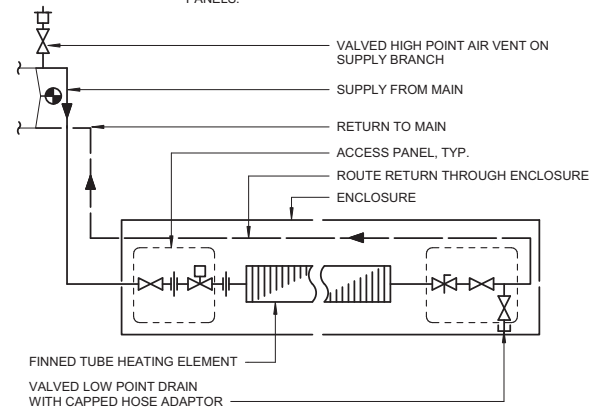 PANELS.
VALVED HIGH POINT AIR VENT ON
SUPPLY BRANCH
SUPPLY FROM MAIN
RETURN TO MAIN
ACCESS PANEL, TYP.
ROUTE RETURN THROUGH ENCLOSURE
ENCLOSURE
FINNED TUBE HEATING ELEMENT
VALVED LOW POINT DRAIN
WITH CAPPED HOSE ADAPTOR